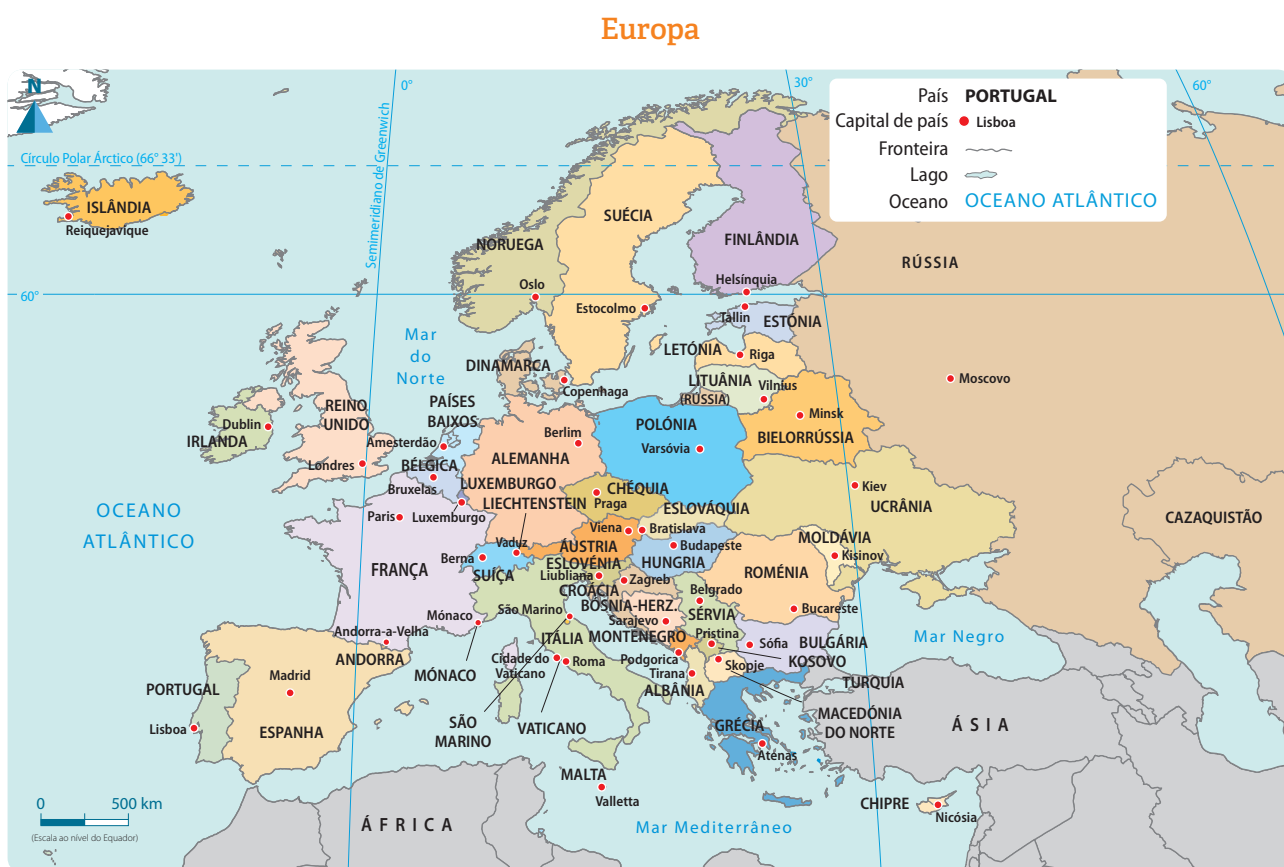 Europa
N
0°
30°
60°
Semimeridiano de Greenwich
Círculo Polar Árctico (66° 33')
País PORTUGAL
Capital de país Lisboa
Fronteira
Lago
Oceano OCEANO ATLÂNTICO
ISLÂNDIA
Reiquejavique
SUÉCIA
NORUEGA
FINLÂNDIA
RÚSSIA
Oslo
Helsínquia
60°
Estocolmo
Tallin
ESTÓNIA
Mar
do
Norte
LETÓNIA
Riga
DINAMARCA
Copenhaga
LITUÂNIA
Vilnius
(RÚSSIA)
Moscovo
PAÍSES
BAIXOS
REINO
UNIDO
Dublin
IRLANDA
Londres
Amesterdão
Berlim
POLÓNIA
Varsóvia
Minsk
BIELORRÚSSIA
BÉLGICA
Bruxelas
ALEMANHA
LUXEMBURGO
Luxemburgo
LIECHTENSTEIN
CHÉQUIA
Praga
ESLOVÁQUIA
Kiev
UCRÂNIA
CAZAQUISTÃO
OCEANO
ATLÂNTICO
Paris
Viena
Bratislava
Vaduz
ÁUSTRIA
Budapeste
MOLDÁVIA
Kisinov
Berna
SUÍÇA
FRANÇA
ESLOVÉNIA
Liubliana
HUNGRIA
ROMÉNIA
CROÁCIA
Zagreb
Belgrado
Bucareste
BÓSNIA-HERZ.
Sarajevo
SÉRVIA
São Marino
Mónaco
ITÁLIA
MONTENEGRO
Pristina
Sófia
BULGÁRIA
Mar Negro
Andorra-a-Velha
ANDORRA
MÓNACO
Cidade do
Vaticano
Roma
Podgorica
Tirana
ALBÂNIA
Skopje
KOSOVO
TURQUIA
PORTUGAL
Madrid
Lisboa
ESPANHA
SÃO
MARINO
VATICANO
MACEDÓNIA
DO NORTE
GRÉCIA
Atenas
ÁSIA
MALTA
Valletta
CHIPRE
Nicósia
0 500 km
(Escala ao nível do Equador)
ÁFRICA
Mar Mediterrâneo